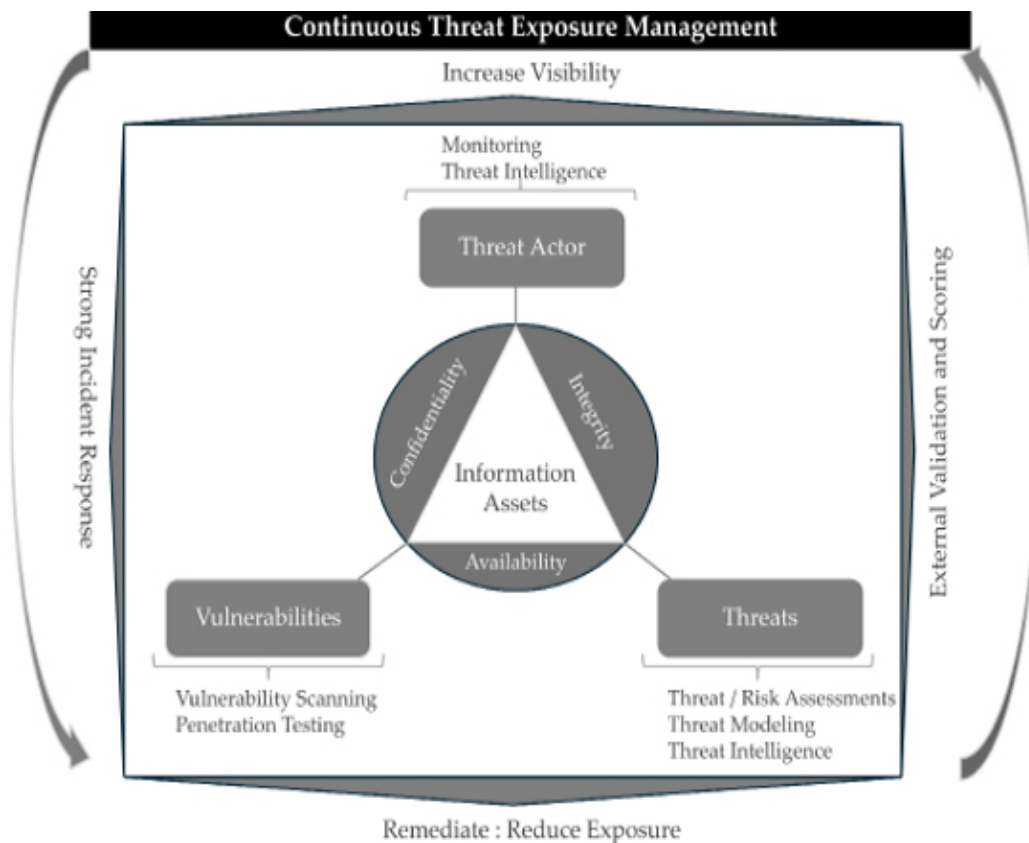 Continuous Threat Exposure Management
Increase Visibility
Monitoring
Threat Intelligence
Threat Actor
Strong Incident Response
Confidentiality
Integrity
External Validation and Scoring
Information
Assets
Availability
Vulnerabilities
Threats
Vulnerability Scanning
Penetration Testing
Threat / Risk Assessments
Threat Modeling
Threat Intelligence
Remediate : Reduce Exposure